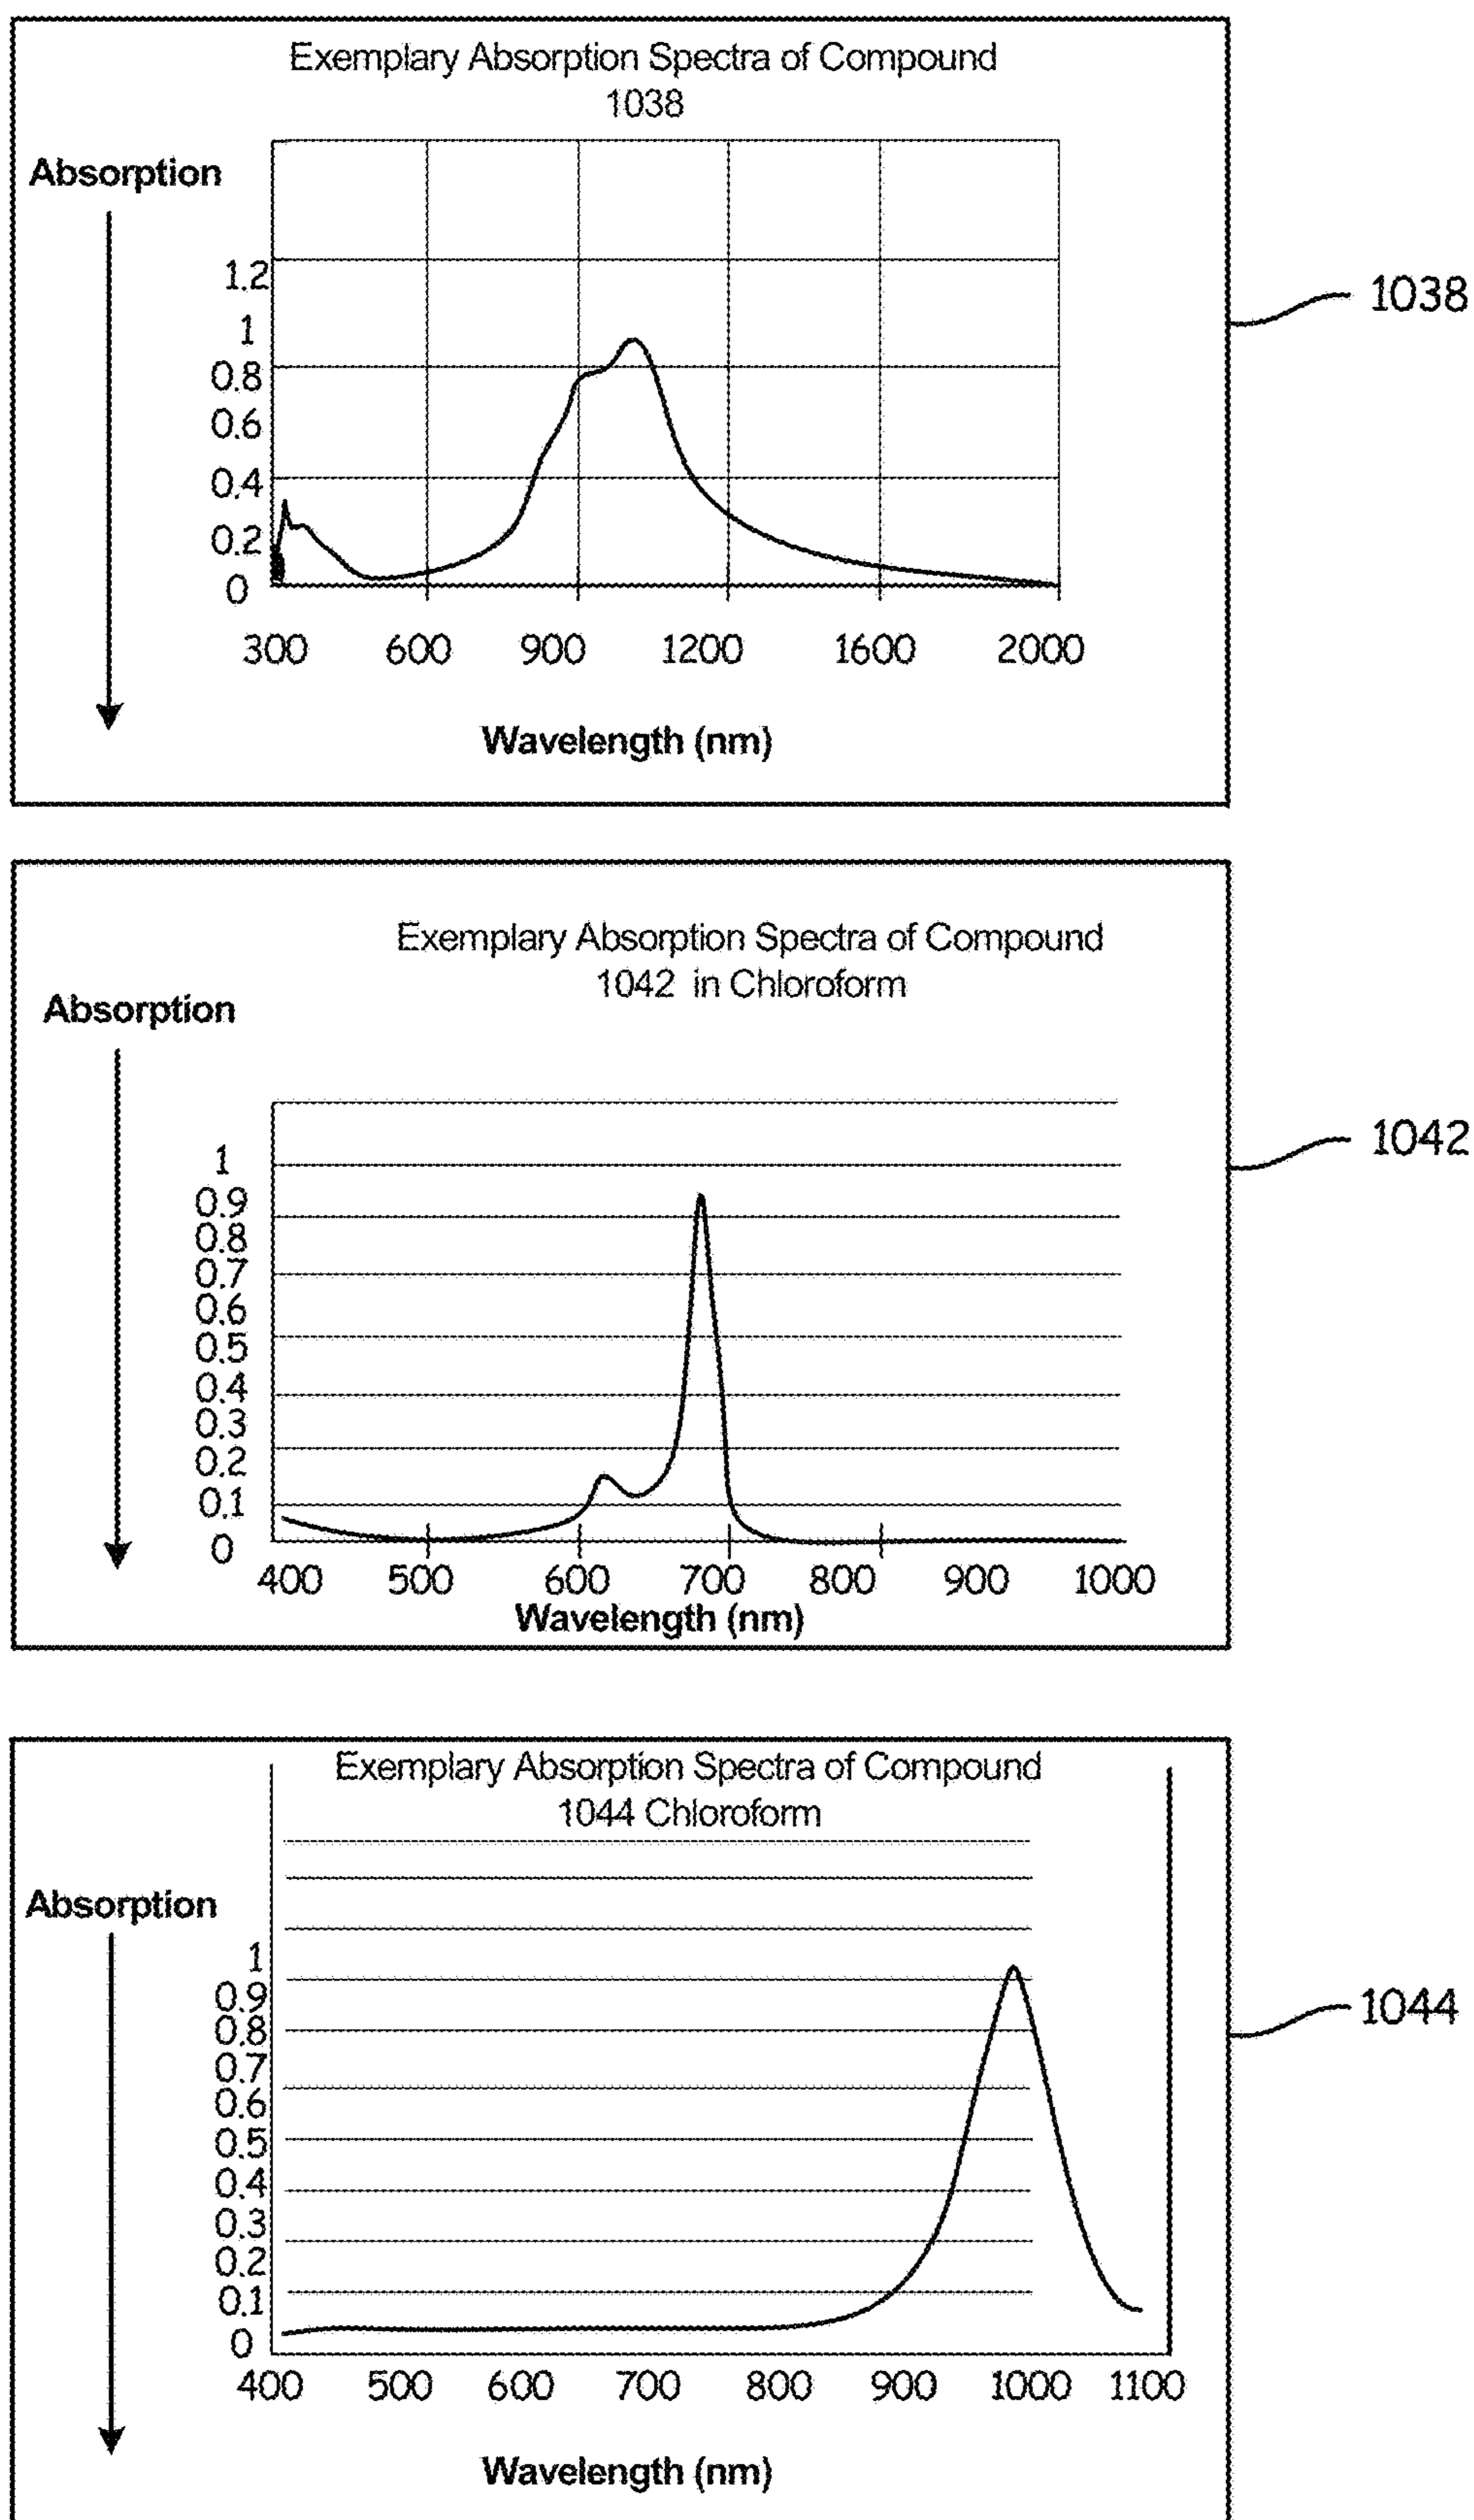 Exemplary Absorption Spectra of Compound
1038
Absorption
1.2
1
0.8
0.6
0.4
0.2
0
300 600 900 1200 1600 2000
Wavelength (nm)
1038
Exemplary Absorption Spectra of Compound
1042 in Chloroform
Absorption
1
0.9
0.8
0.7
0.6
0.5
0.4
0.3
0.2
0.1
0
400 500 600 700 800 900 1000
Wavelength (nm)
1042
Exemplary Absorption Spectra of Compound
1044 Chloroform
Absorption
1
0.9
0.8
0.7
0.6
0.5
0.4
0.3
0.2
0.1
0
400 500 600 700 800 900 1000 1100
Wavelength (nm)
1044